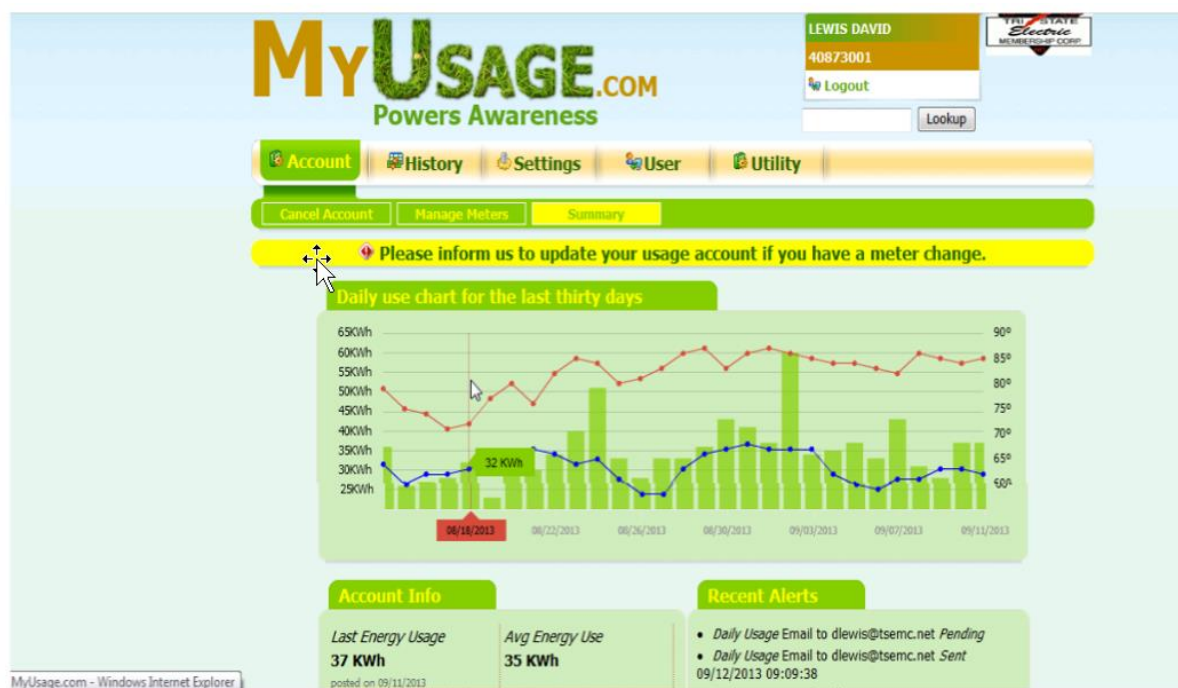 MYUSAGE.COM
Powers Awareness
LEWIS DAVID
40873001
Logout
Lookup
TRI STATE
Electric
MEMBERSHIP CORP.
Account History Settings User Utility
Cancel Account Manage Meters Summary
Please inform us to update your usage account if you have a meter change.
Daily use chart for the last thirty days
65KWh 90°
60KWh 85°
55KWh 80°
50KWh 75°
45KWh 70°
40KWh 65°
35KWh 60°
30KWh
25KWh
32 KWh
08/18/2013 08/22/2013 08/26/2013 08/30/2013 09/03/2013 09/07/2013 09/11/2013
Account Info
Last Energy Usage Avg Energy Use
37 KWh 35 KWh
posted on 09/11/2013
Recent Alerts
• Daily Usage Email to dlewis@tsemc.net Pending
• Daily Usage Email to dlewis@tsemc.net Sent
09/12/2013 09:09:38
MyUsage.com - Windows Internet Explorer